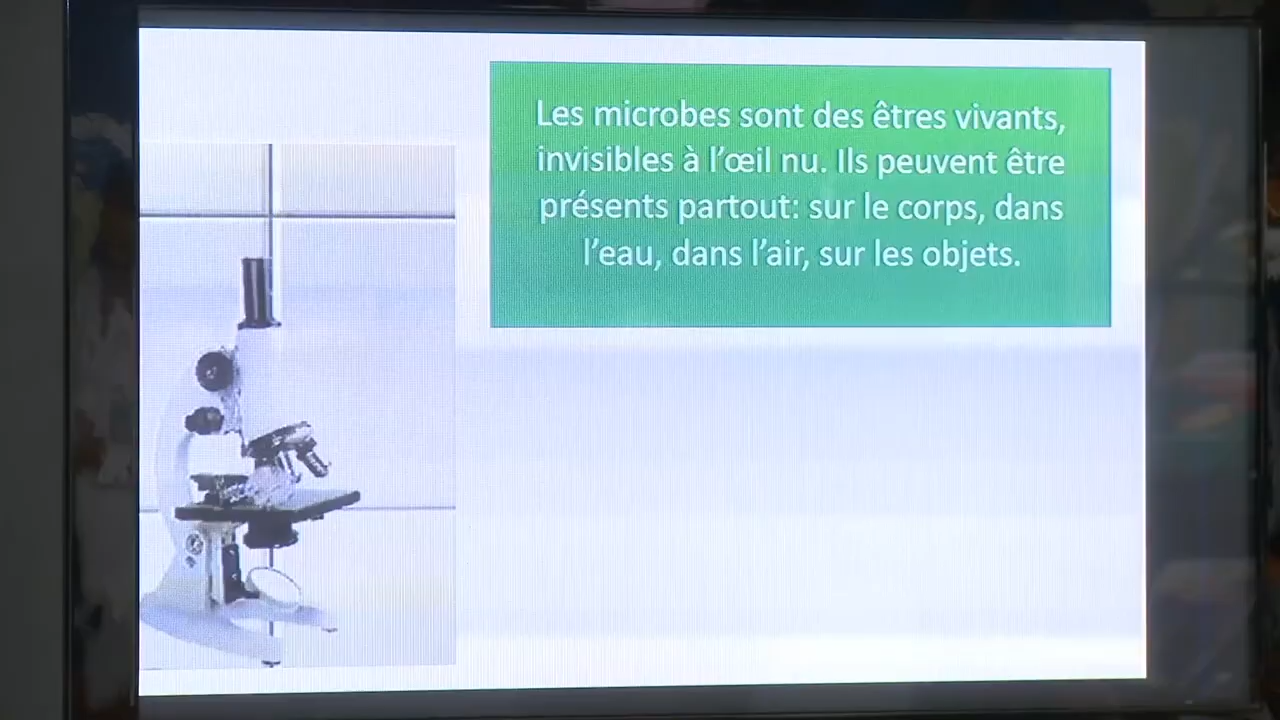 Les microbes sont des êtres vivants,
invisibles à l'œil nu. Ils peuvent être
présents partout: sur le corps, dans
l'eau, dans l'air, sur les objets.